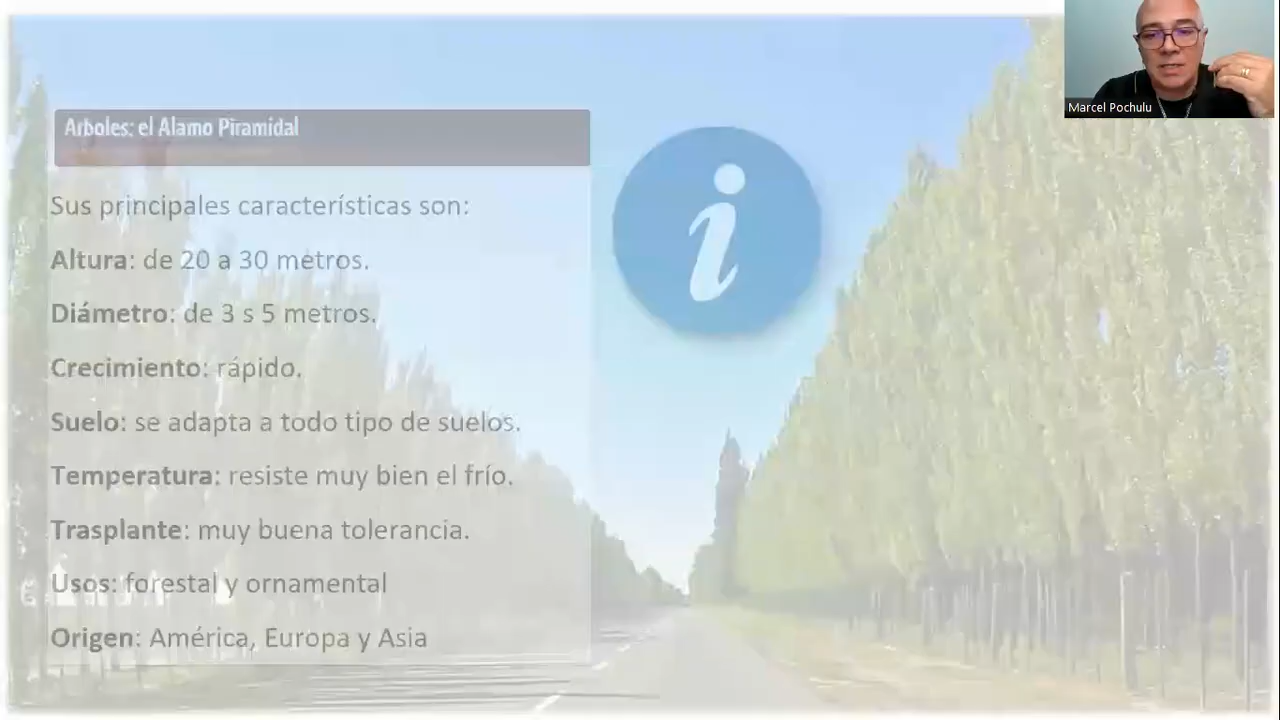 Marcel Pochulu
Arboles: el Alamo Piramidal
Sus principales características son:
Altura: de 20 a 30 metros.
Diámetro: de 3 s 5 metros.
Crecimiento: rápido.
Suelo: se adapta a todo tipo de suelos.
Temperatura: resiste muy bien el frío.
Trasplante: muy buena tolerancia.
Usos: forestal y ornamental
Origen: América, Europa y Asia